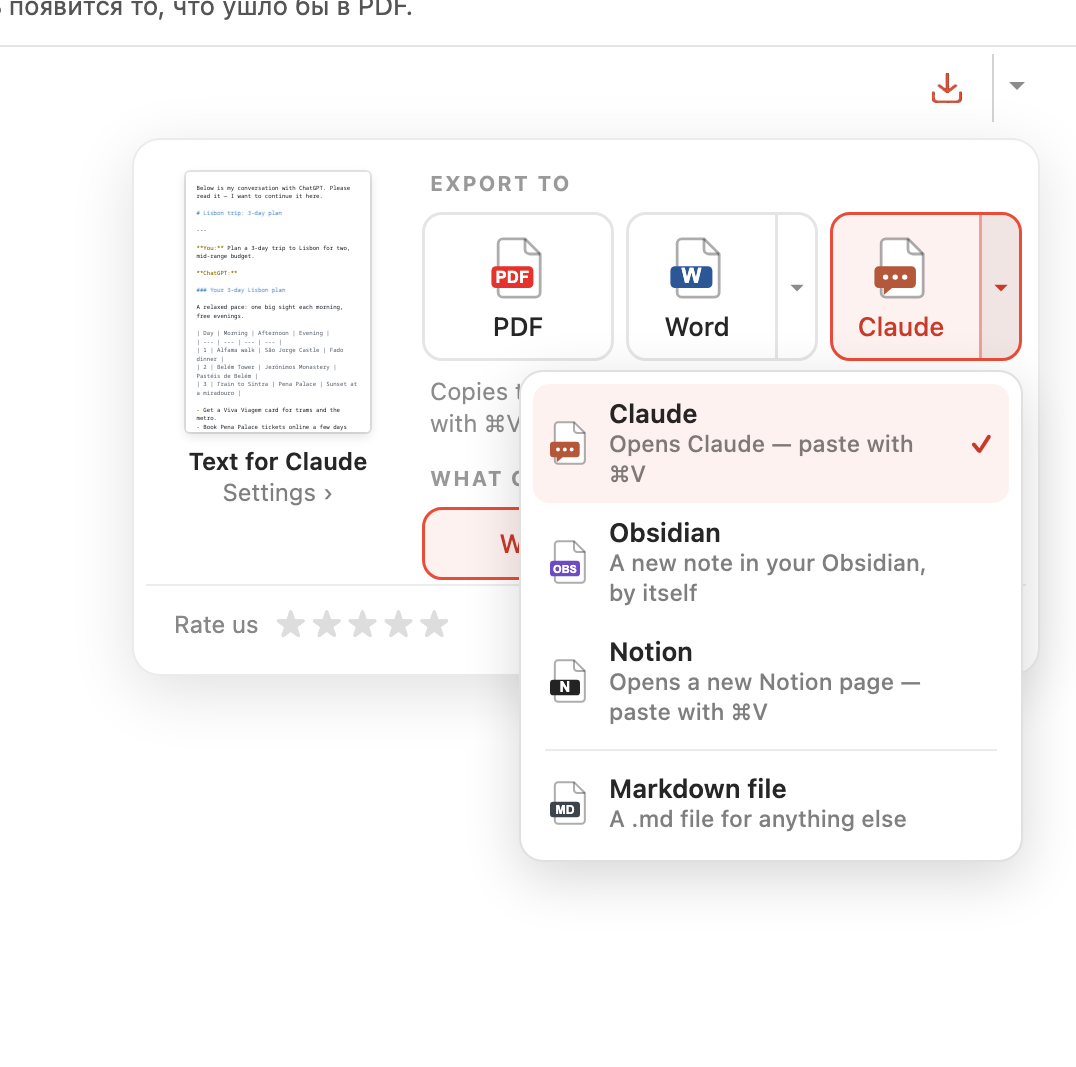 появится то, что ушло бы в PDF.
Below is my conversation with ChatGPT. Please
read it — I want to continue it here.
# Lisbon trip: 3-day plan
---
**You:** Plan a 3-day trip to Lisbon for two,
mid-range budget.
**ChatGPT:**
### Your 3-day Lisbon plan
A relaxed pace: one big sight each morning,
free evenings.
| Day | Morning | Afternoon | Evening |
| --- | --- | --- | --- |
| 1 | Alfama walk | São Jorge Castle | Fado
dinner |
| 2 | Belém Tower | Jerónimos Monastery |
Pastéis de Belém |
| 3 | Train to Sintra | Pena Palace | Sunset at
a miradouro |
- Get a Viva Viagem card for trams and the
metro.
- Book Pena Palace tickets online a few days
Text for Claude
Settings ›
EXPORT TO
PDF
PDF
W
Word
Claude
Copies
with ⌘V
WHAT
W
Claude
Opens Claude — paste with
⌘V
OBS
Obsidian
A new note in your Obsidian,
by itself
N
Notion
Opens a new Notion page —
paste with ⌘V
MD
Markdown file
A .md file for anything else
Rate us